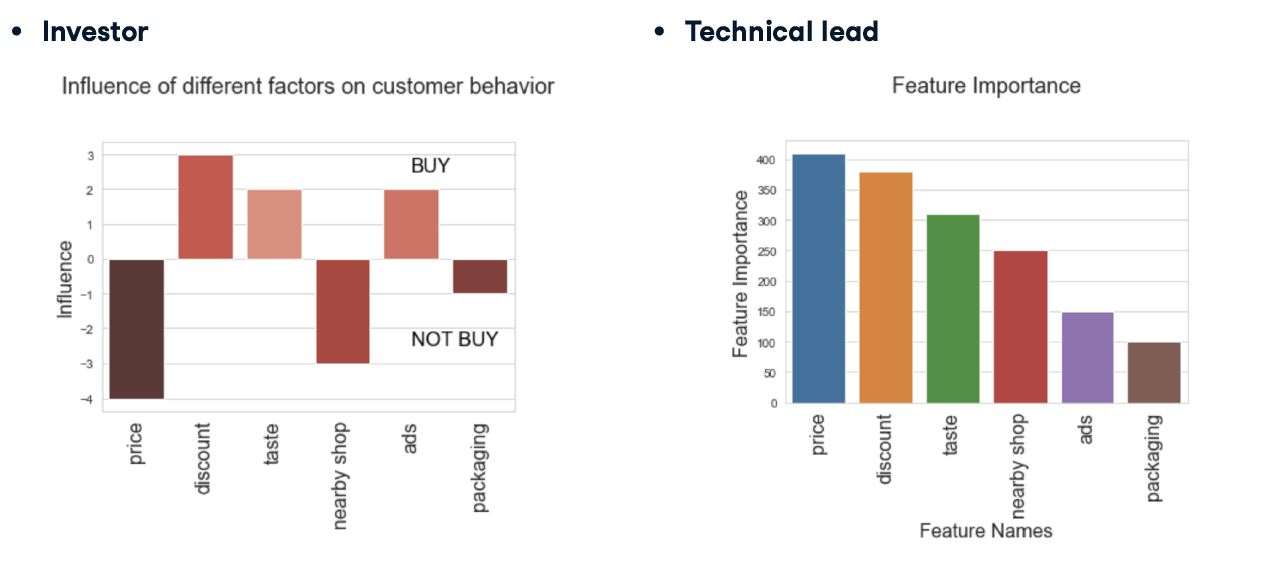 • Investor
Influence of different factors on customer behavior
Influence
3
2
1
0
−1
−2
−3
−4
BUY
NOT BUY
price
discount
taste
nearby shop
ads
packaging
• Technical lead
Feature Importance
Feature Importance
400
350
300
250
200
150
100
50
0
price
discount
taste
nearby shop
ads
packaging
Feature Names